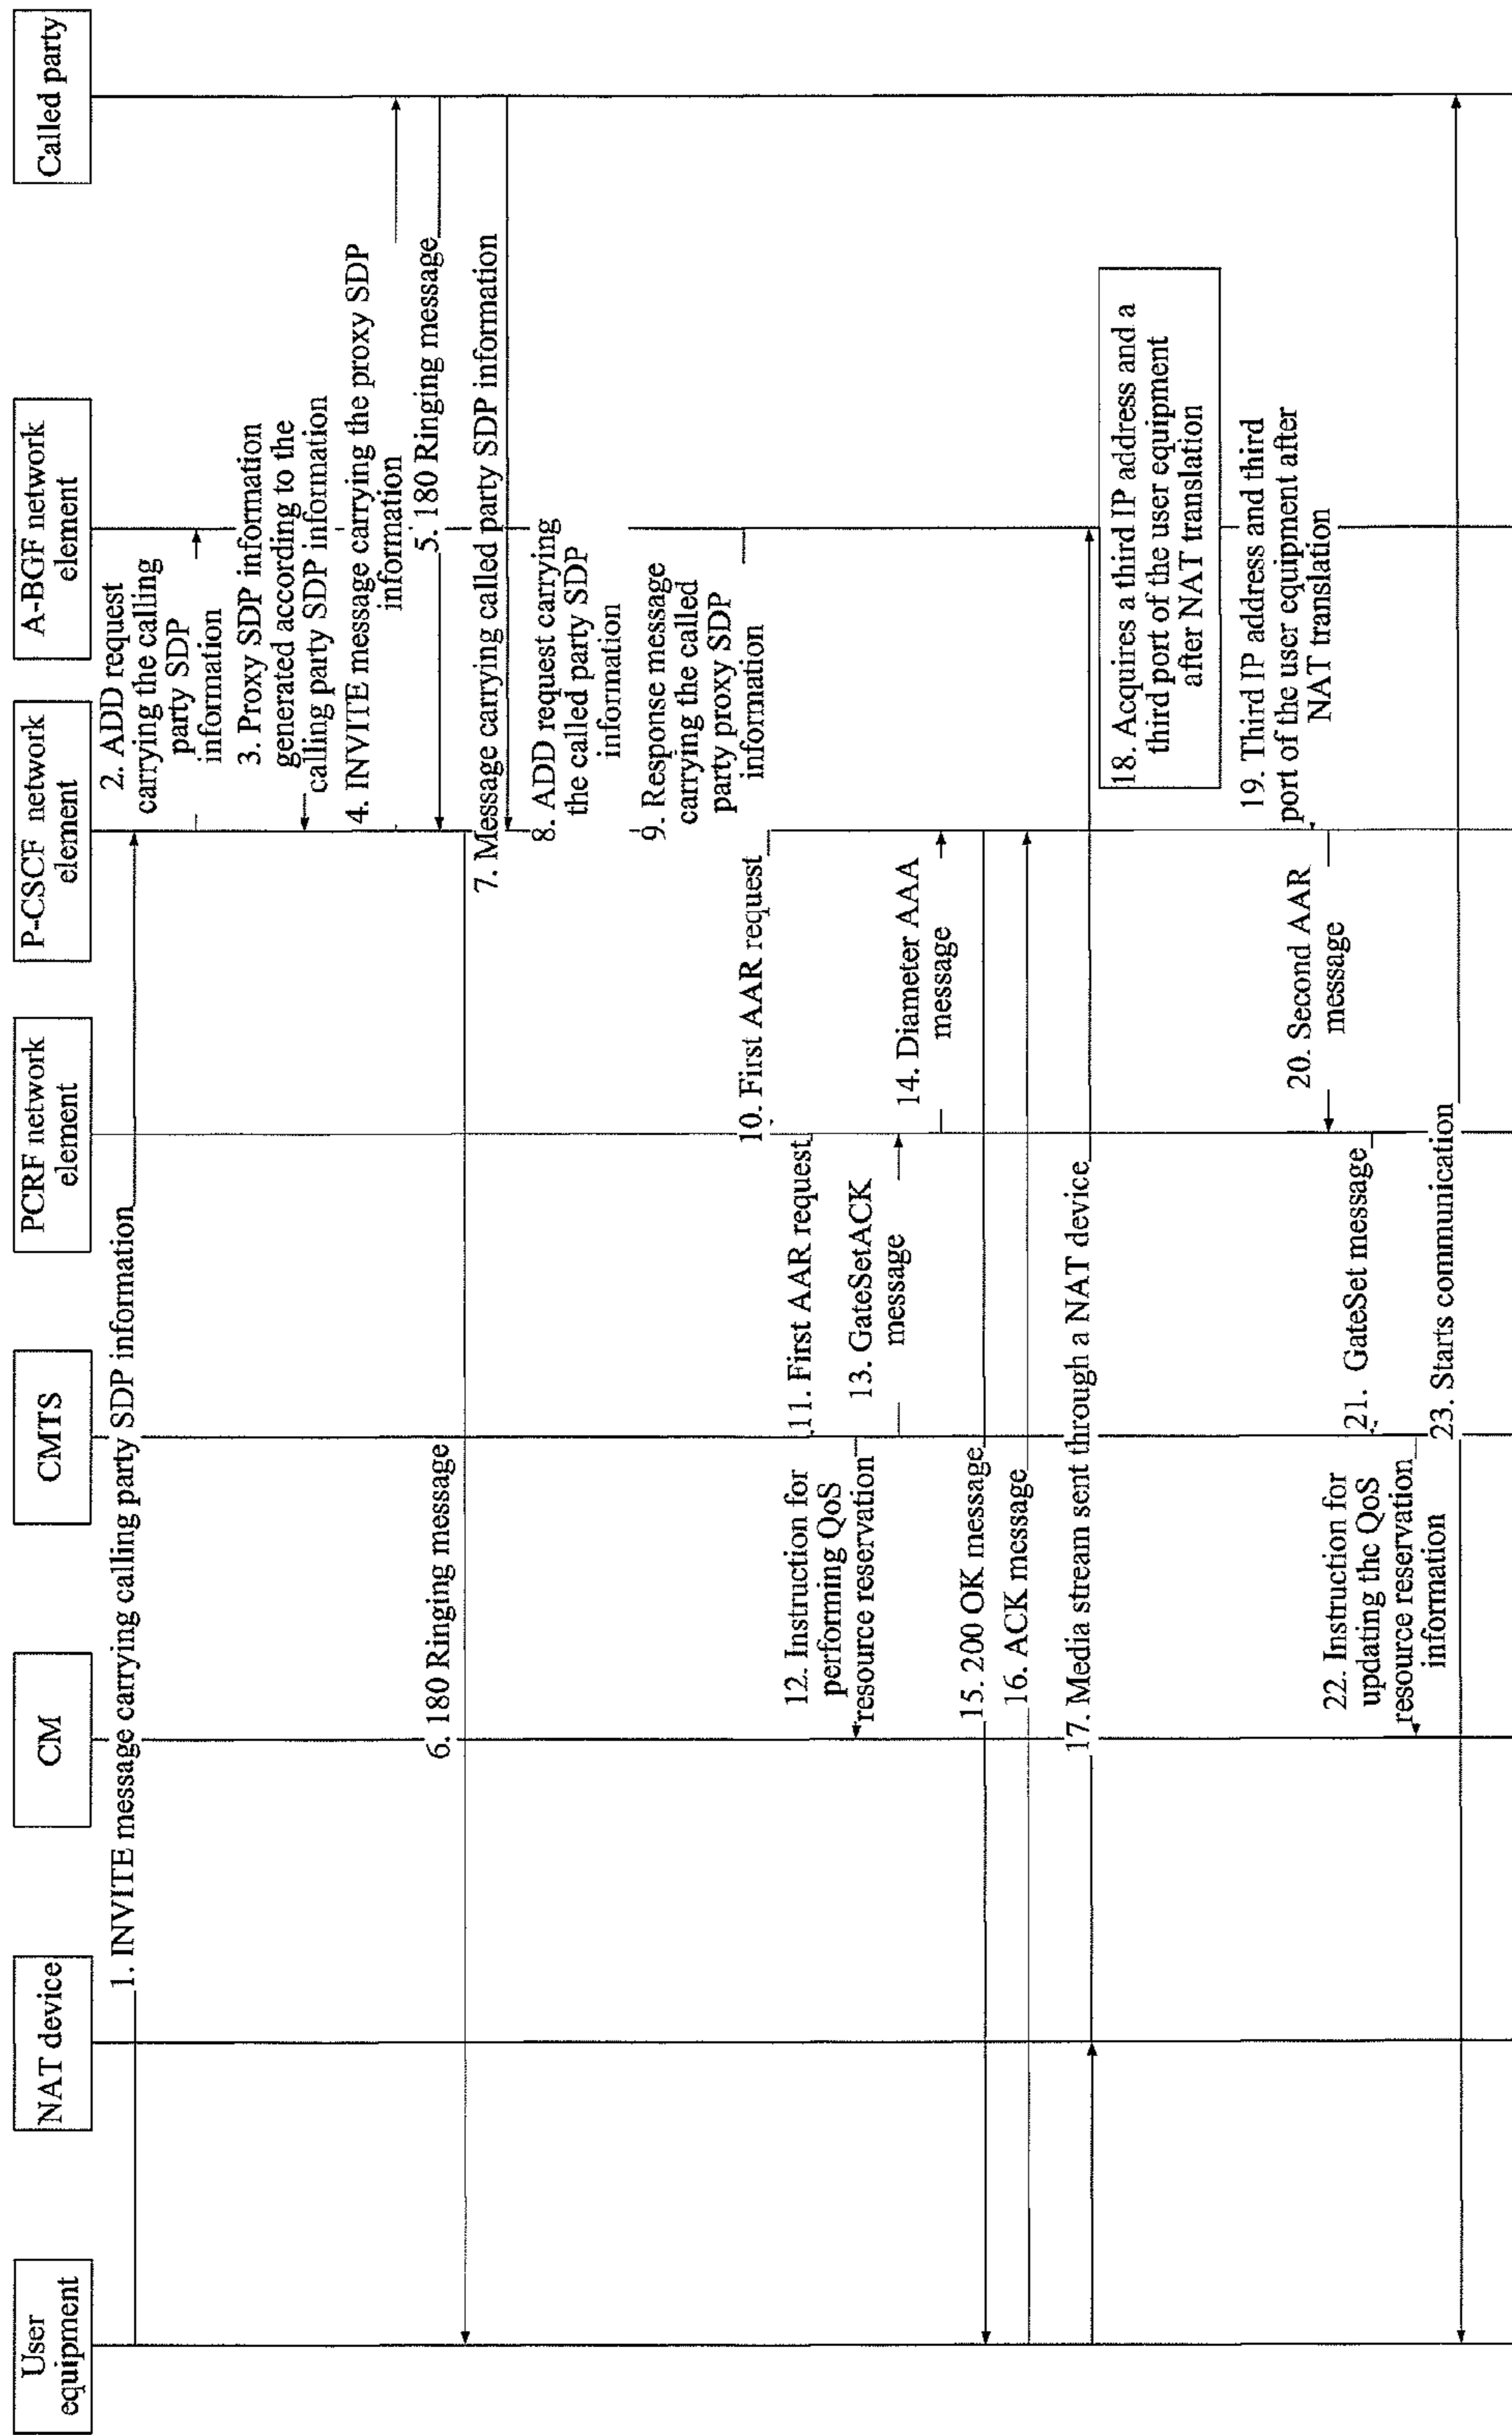 User
equipment
NAT device
CM
CMTS
PCRF network
element
P-CSCF network
element
A-BGF network
element
Called party
1. INVITE message carrying calling party SDP information
2. ADD request
carrying the calling
party SDP
information
3. Proxy SDP information
generated according to the
calling party SDP information
4. INVITE message carrying the proxy SDP
information
5. 180 Ringing message
6. 180 Ringing message
7. Message carrying called party SDP information
8. ADD request carrying
the called party SDP
information
9. Response message
carrying the called
party proxy SDP
information
10. First AAR request
11. First AAR request
12. Instruction for
performing QoS
resource reservation
13. GateSetACK
message
14. Diameter AAA
message
15. 200 OK message
16. ACK message
17. Media stream sent through a NAT device
18. Acquires a third IP address and a
third port of the user equipment
after NAT translation
19. Third IP address and third
port of the user equipment after
NAT translation
20. Second AAR
message
21. GateSet message
22. Instruction for
updating the QoS
resource reservation
information
23. Starts communication